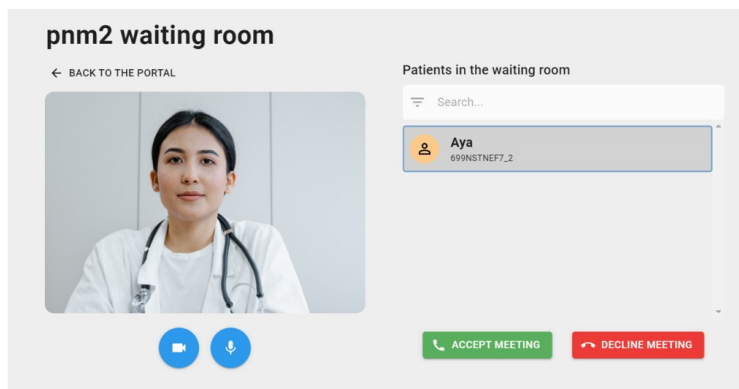 pnm2 waiting room
BACK TO THE PORTAL
Patients in the waiting room
Search...
Aya
699NSTNEF7_2
ACCEPT MEETING
DECLINE MEETING